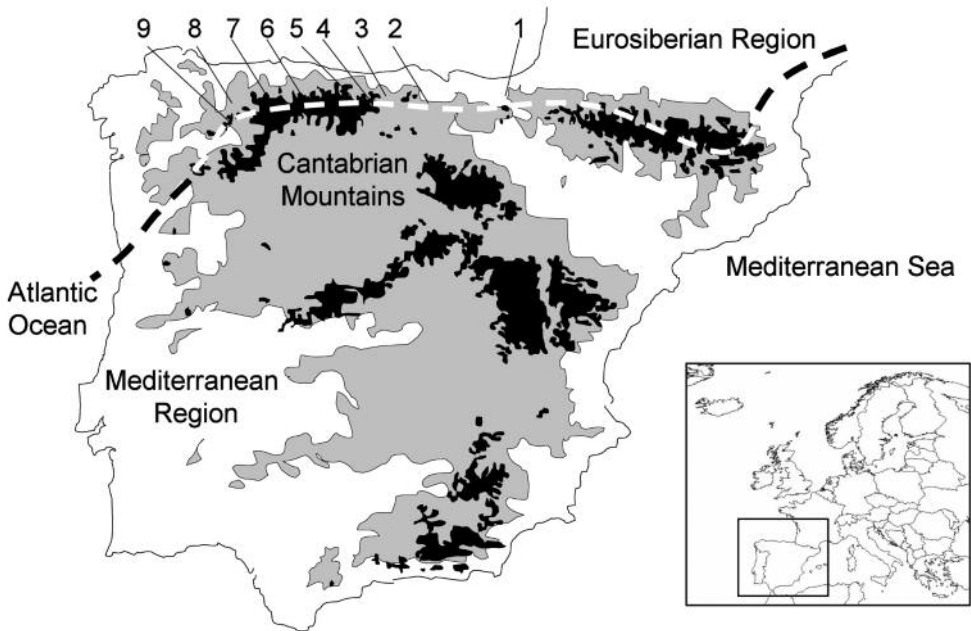 9 8 7 6 5 4 3 2 1
Eurosiberian Region
Cantabrian
Mountains
Mediterranean Sea
Atlantic
Ocean
Mediterranean
Region